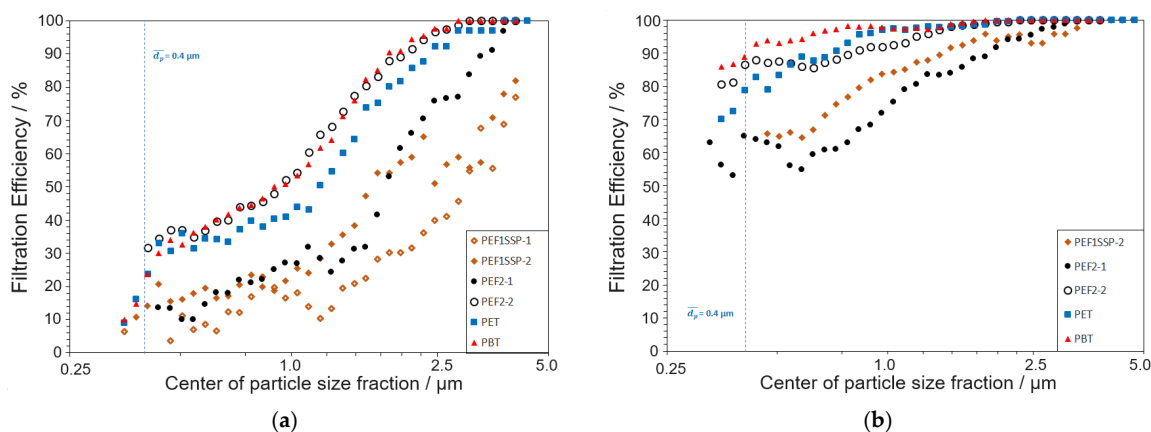 100
90
80
70
60
50
40
30
20
10
0
Filtration Efficiency / %
d̅p = 0.4 µm
PEF1SSP-1
PEF1SSP-2
PEF2-1
PEF2-2
PET
PBT
0.25 1.0 2.5 5.0
Center of particle size fraction / µm
(a)
100
90
80
70
60
50
40
30
20
10
0
Filtration Efficiency / %
d̅p = 0.4 µm
PEF1SSP-2
PEF2-1
PEF2-2
PET
PBT
0.25 1.0 2.5 5.0
Center of particle size fraction / µm
(b)